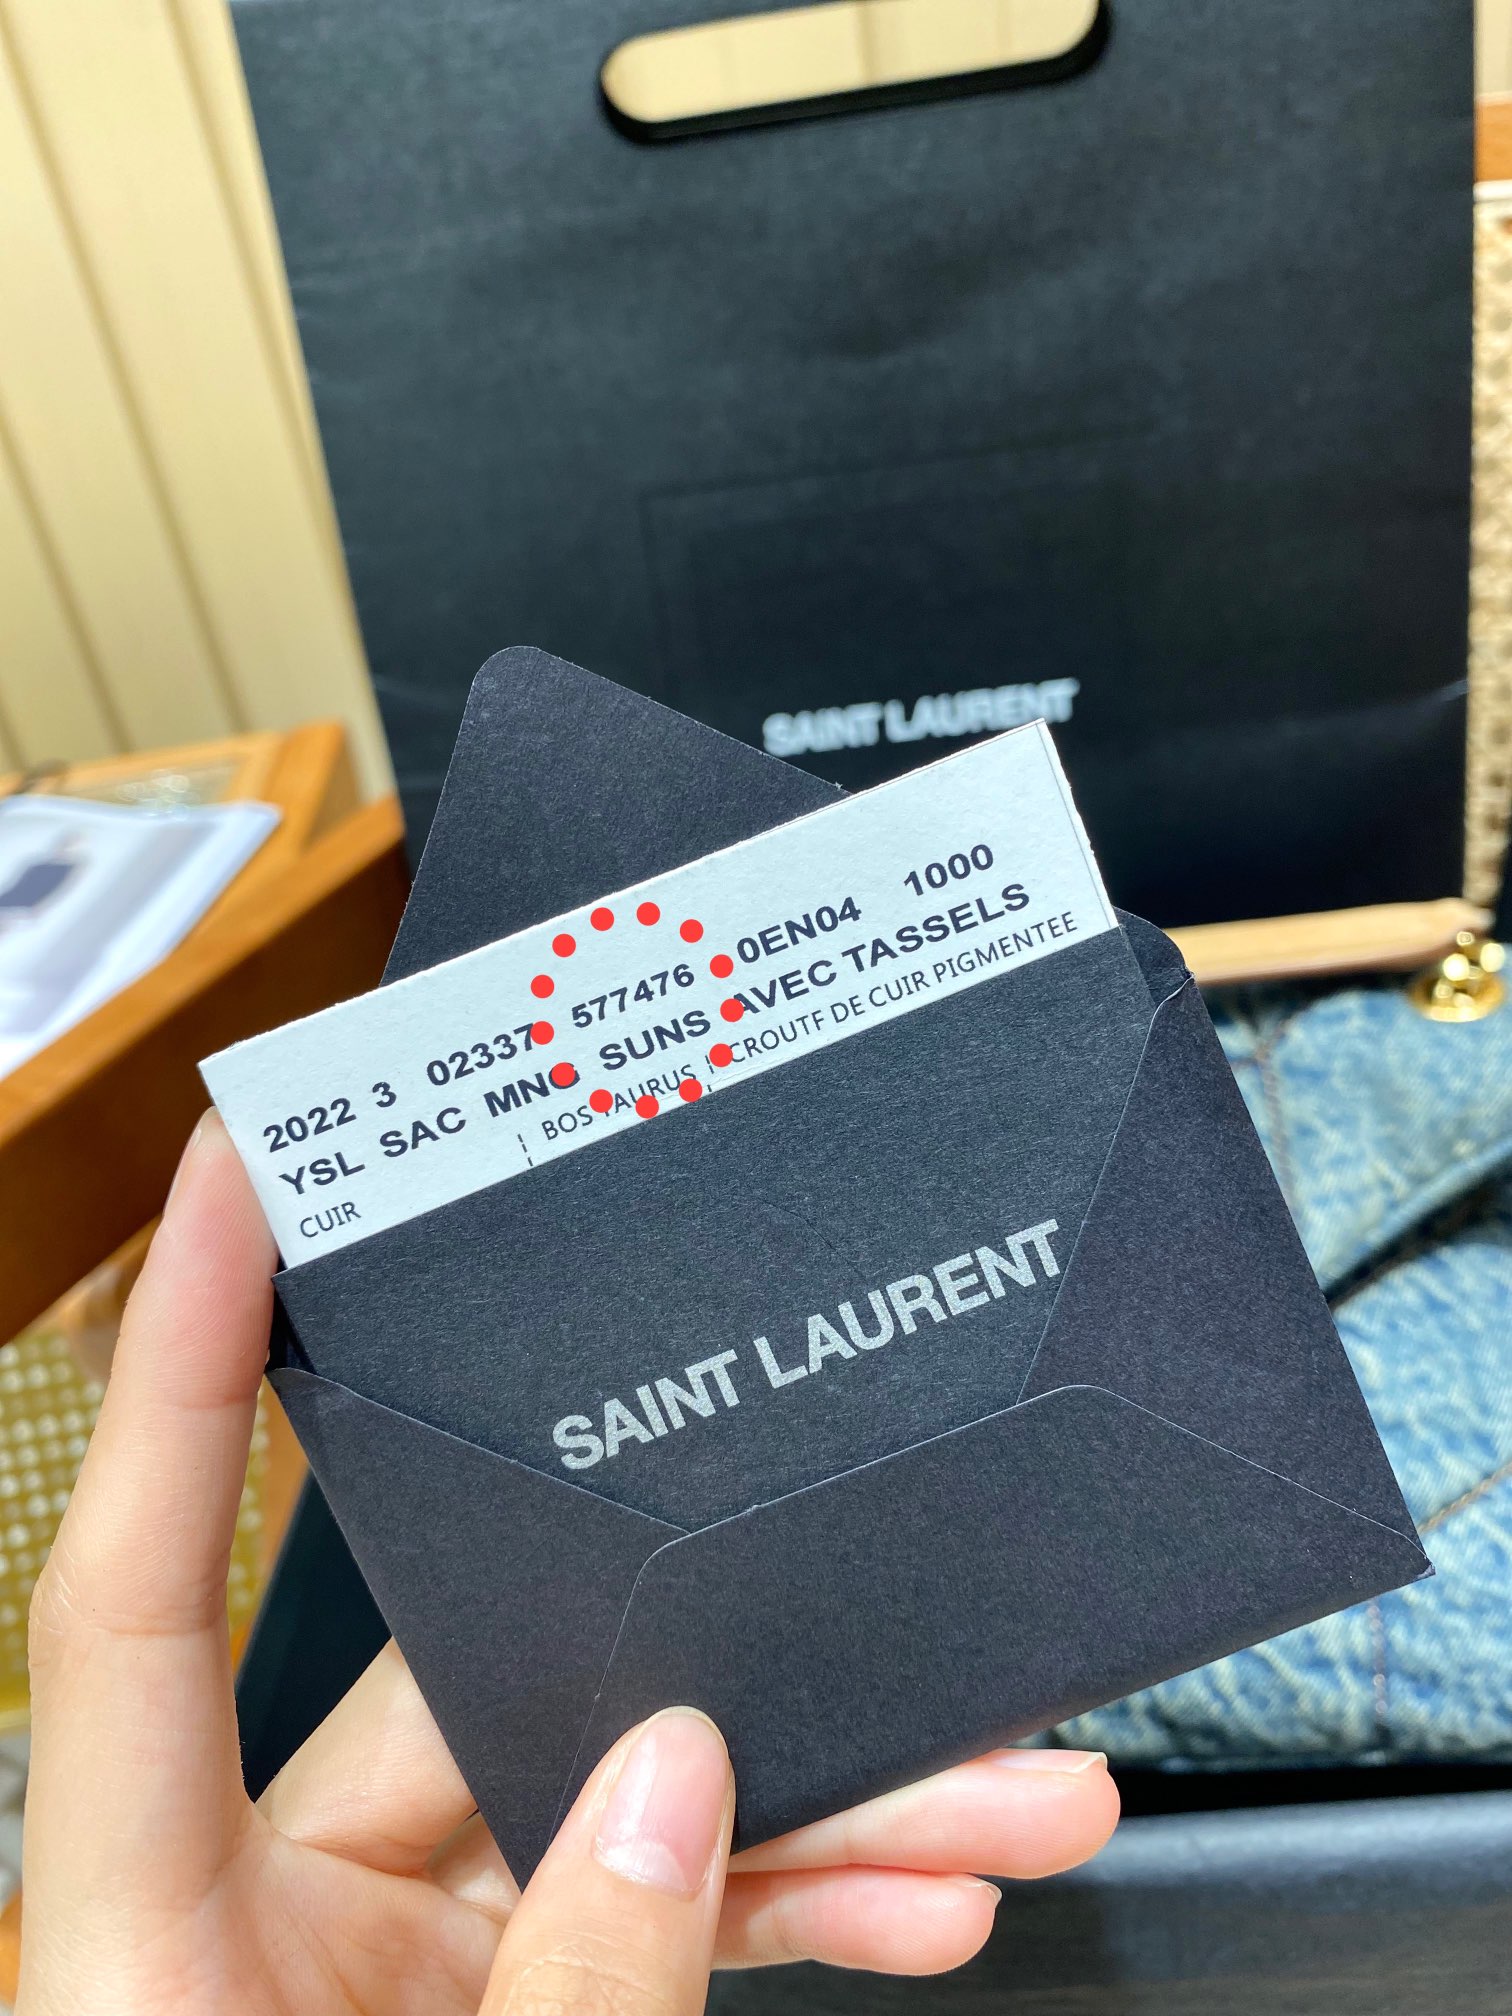 SAINT LAURENT
2022 3 02337 577476 0EN04 1000
YSL SAC MNG SUNS AVEC TASSELS
CUIR ¦ BOS TAURUS ¦ CROUTF DE CUIR PIGMENTEE
SAINT LAURENT